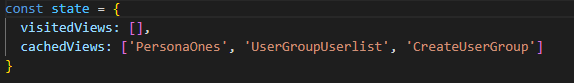 const state = {
  visitedViews: [],
  cachedViews: ['PersonaOnes', 'UserGroupUserlist', 'CreateUserGroup']
}